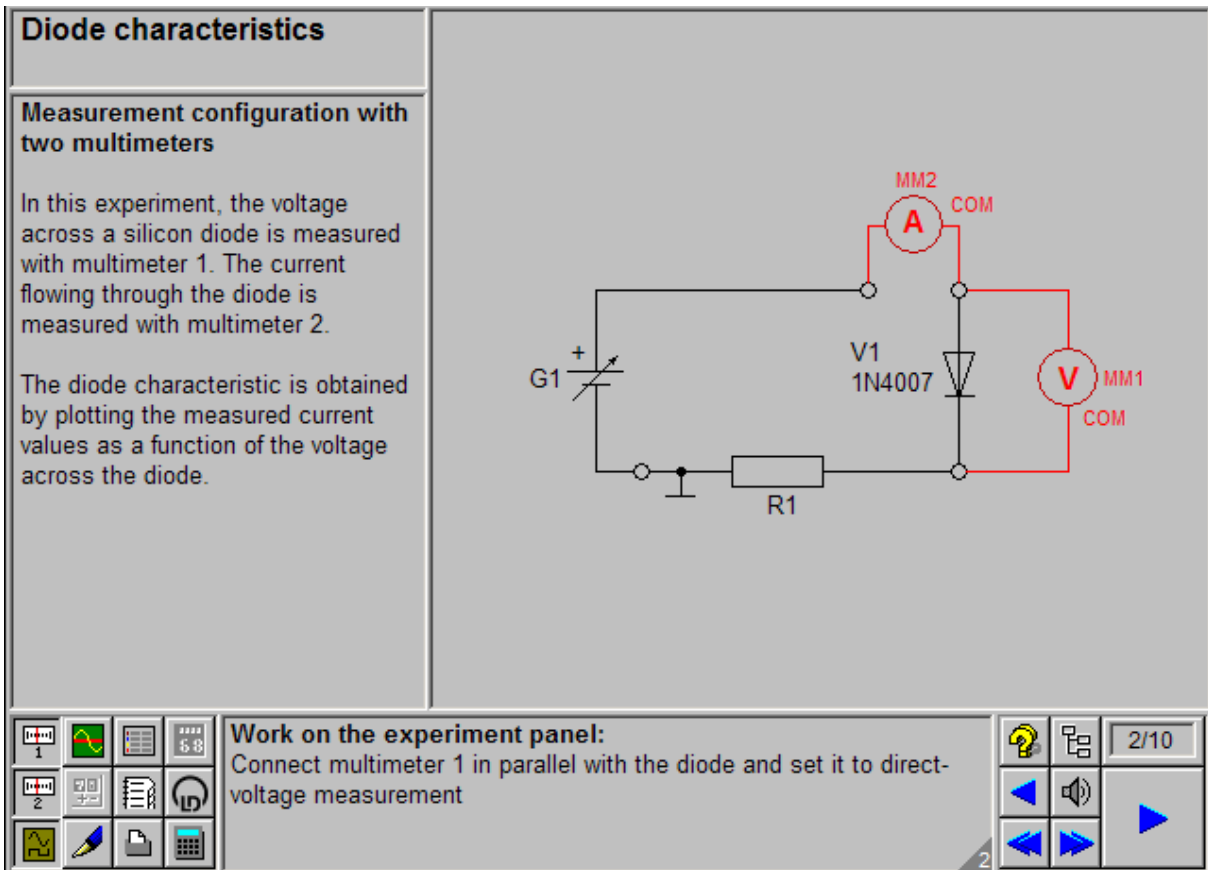 Diode characteristics
Measurement configuration with
two multimeters
In this experiment, the voltage
across a silicon diode is measured
with multimeter 1. The current
flowing through the diode is
measured with multimeter 2.
The diode characteristic is obtained
by plotting the measured current
values as a function of the voltage
across the diode.
MM2
COM
A
+
G1
V1
1N4007
V
MM1
COM
R1
1
2
LD
Work on the experiment panel:
Connect multimeter 1 in parallel with the diode and set it to direct-
voltage measurement
2
2/10